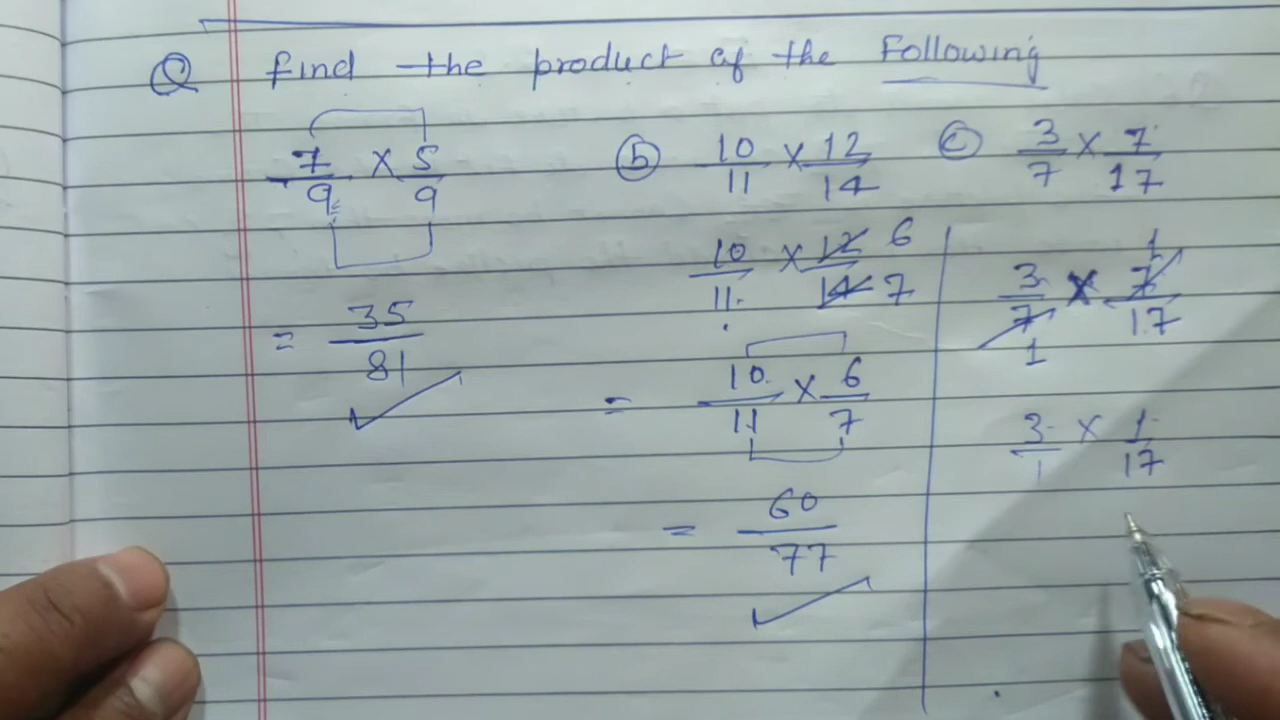 Q Find the product of the Following
7/9 × 5/9
= 35/81
b 10/11 × 12/14
10/11 × 12/14 6/7
= 10/11 × 6/7
= 60/77
c 3/7 × 7/17
3/7 × 7/17 1 1
3/1 × 1/17